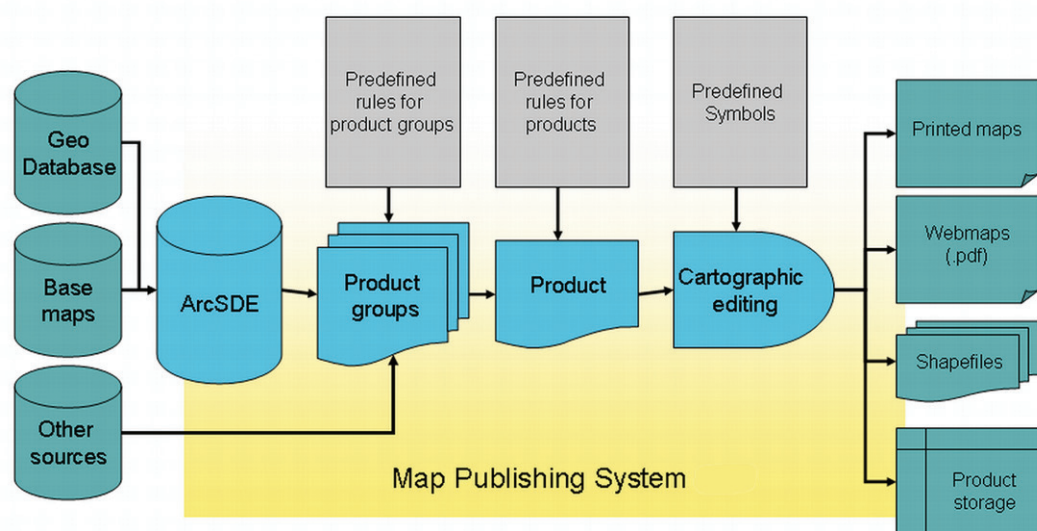 Predefined
rules for
product groups
Predefined
rules for
products
Predefined
Symbols
Geo
Database
Base
maps
Other
sources
ArcSDE
Product
groups
Product
Cartographic
editing
Printed maps
Webmaps
(.pdf)
Shapefiles
Product
storage
Map Publishing System